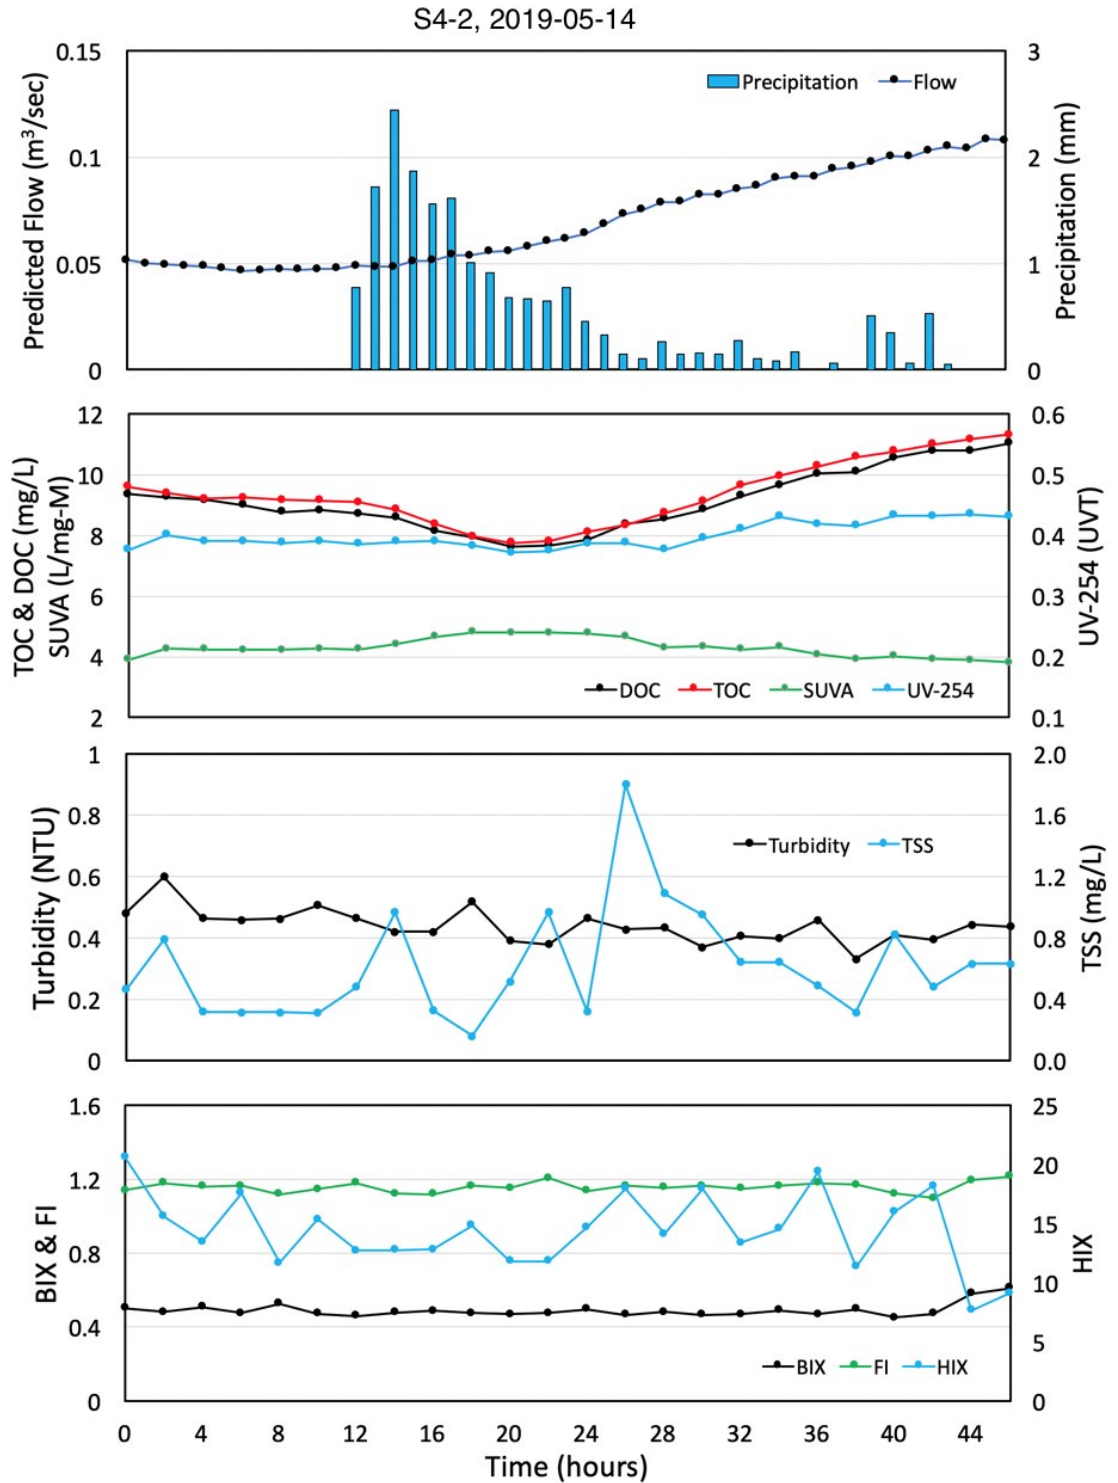 S4-2, 2019-05-14
Predicted Flow (m³/sec)
0.15
0.1
0.05
0
Precipitation Flow
3
2
1
0
Precipitation (mm)
TOC & DOC (mg/L)
SUVA (L/mg-M)
12
10
8
6
4
2
DOC TOC SUVA UV-254
0.6
0.5
0.4
0.3
0.2
0.1
UV-254 (UVT)
Turbidity (NTU)
1
0.8
0.6
0.4
0.2
0
Turbidity TSS
2.0
1.6
1.2
0.8
0.4
0.0
TSS (mg/L)
BIX & FI
1.6
1.2
0.8
0.4
0
BIX FI HIX
25
20
15
10
5
0
HIX
0 4 8 12 16 20 24 28 32 36 40 44
Time (hours)